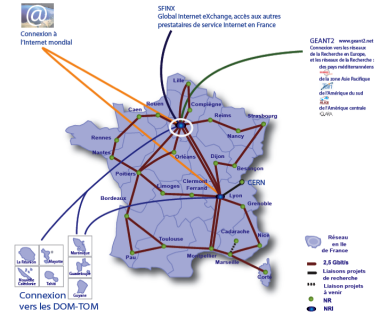 SFINX
Global Internet eXchange, accès aux autres
prestataires de service Internet en France
Connexion à
l'Internet mondial
GEANT2 www.geant2.net
Connexion vers les réseaux
de la Recherche en Europe,
et les réseaux de la Recherche :
des pays méditerranéens
de la zone Asie Pacifique
de l'Amérique du sud
de l'Amérique centrale
Lille
Rouen
Compiègne
Caen
Reims
Strasbourg
Nancy
Rennes
Nantes
Orléans
Dijon
Besançon
Poitiers
CERN
Limoges
Clermont
Ferrand
Lyon
Grenoble
Bordeaux
Cadarache
Nice
Toulouse
Montpellier
Marseille
Pau
Corte
La Réunion
Mayotte
Nouvelle
Calédonie
Tahiti
Martinique
Guadeloupe
Guyane
Connexion
vers les DOM-TOM
Réseau
en Ile
de France
2,5 Gbit/s
Liaisons projets
de recherche
Liaison projets
à venir
NR
NRI